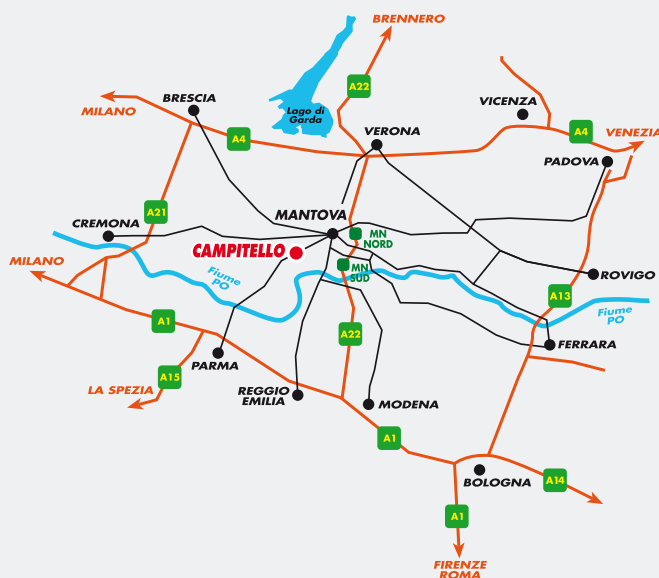 BRENNERO
A22
MILANO
BRESCIA
Lago di
Garda
VICENZA
A4
A4
VERONA
VENEZIA
PADOVA
A21
CREMONA
MANTOVA
MN
NORD
CAMPITELLO
MILANO
Fiume
PO
MN
SUD
ROVIGO
A13
Fiume
PO
A1
A22
FERRARA
PARMA
A15
LA SPEZIA
REGGIO
EMILIA
MODENA
A1
BOLOGNA
A14
A1
FIRENZE
ROMA